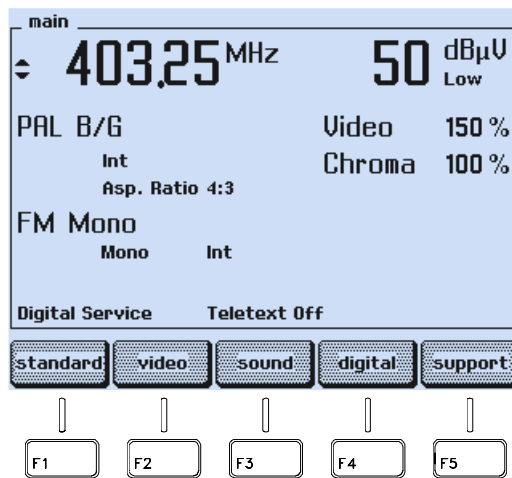 main
403,25 MHz 50 dBµV
Low
PAL B/G Video 150 %
Int Chroma 100 %
Asp. Ratio 4:3
FM Mono
Mono Int
Digital Service Teletext Off
standard video sound digital support
F1 F2 F3 F4 F5